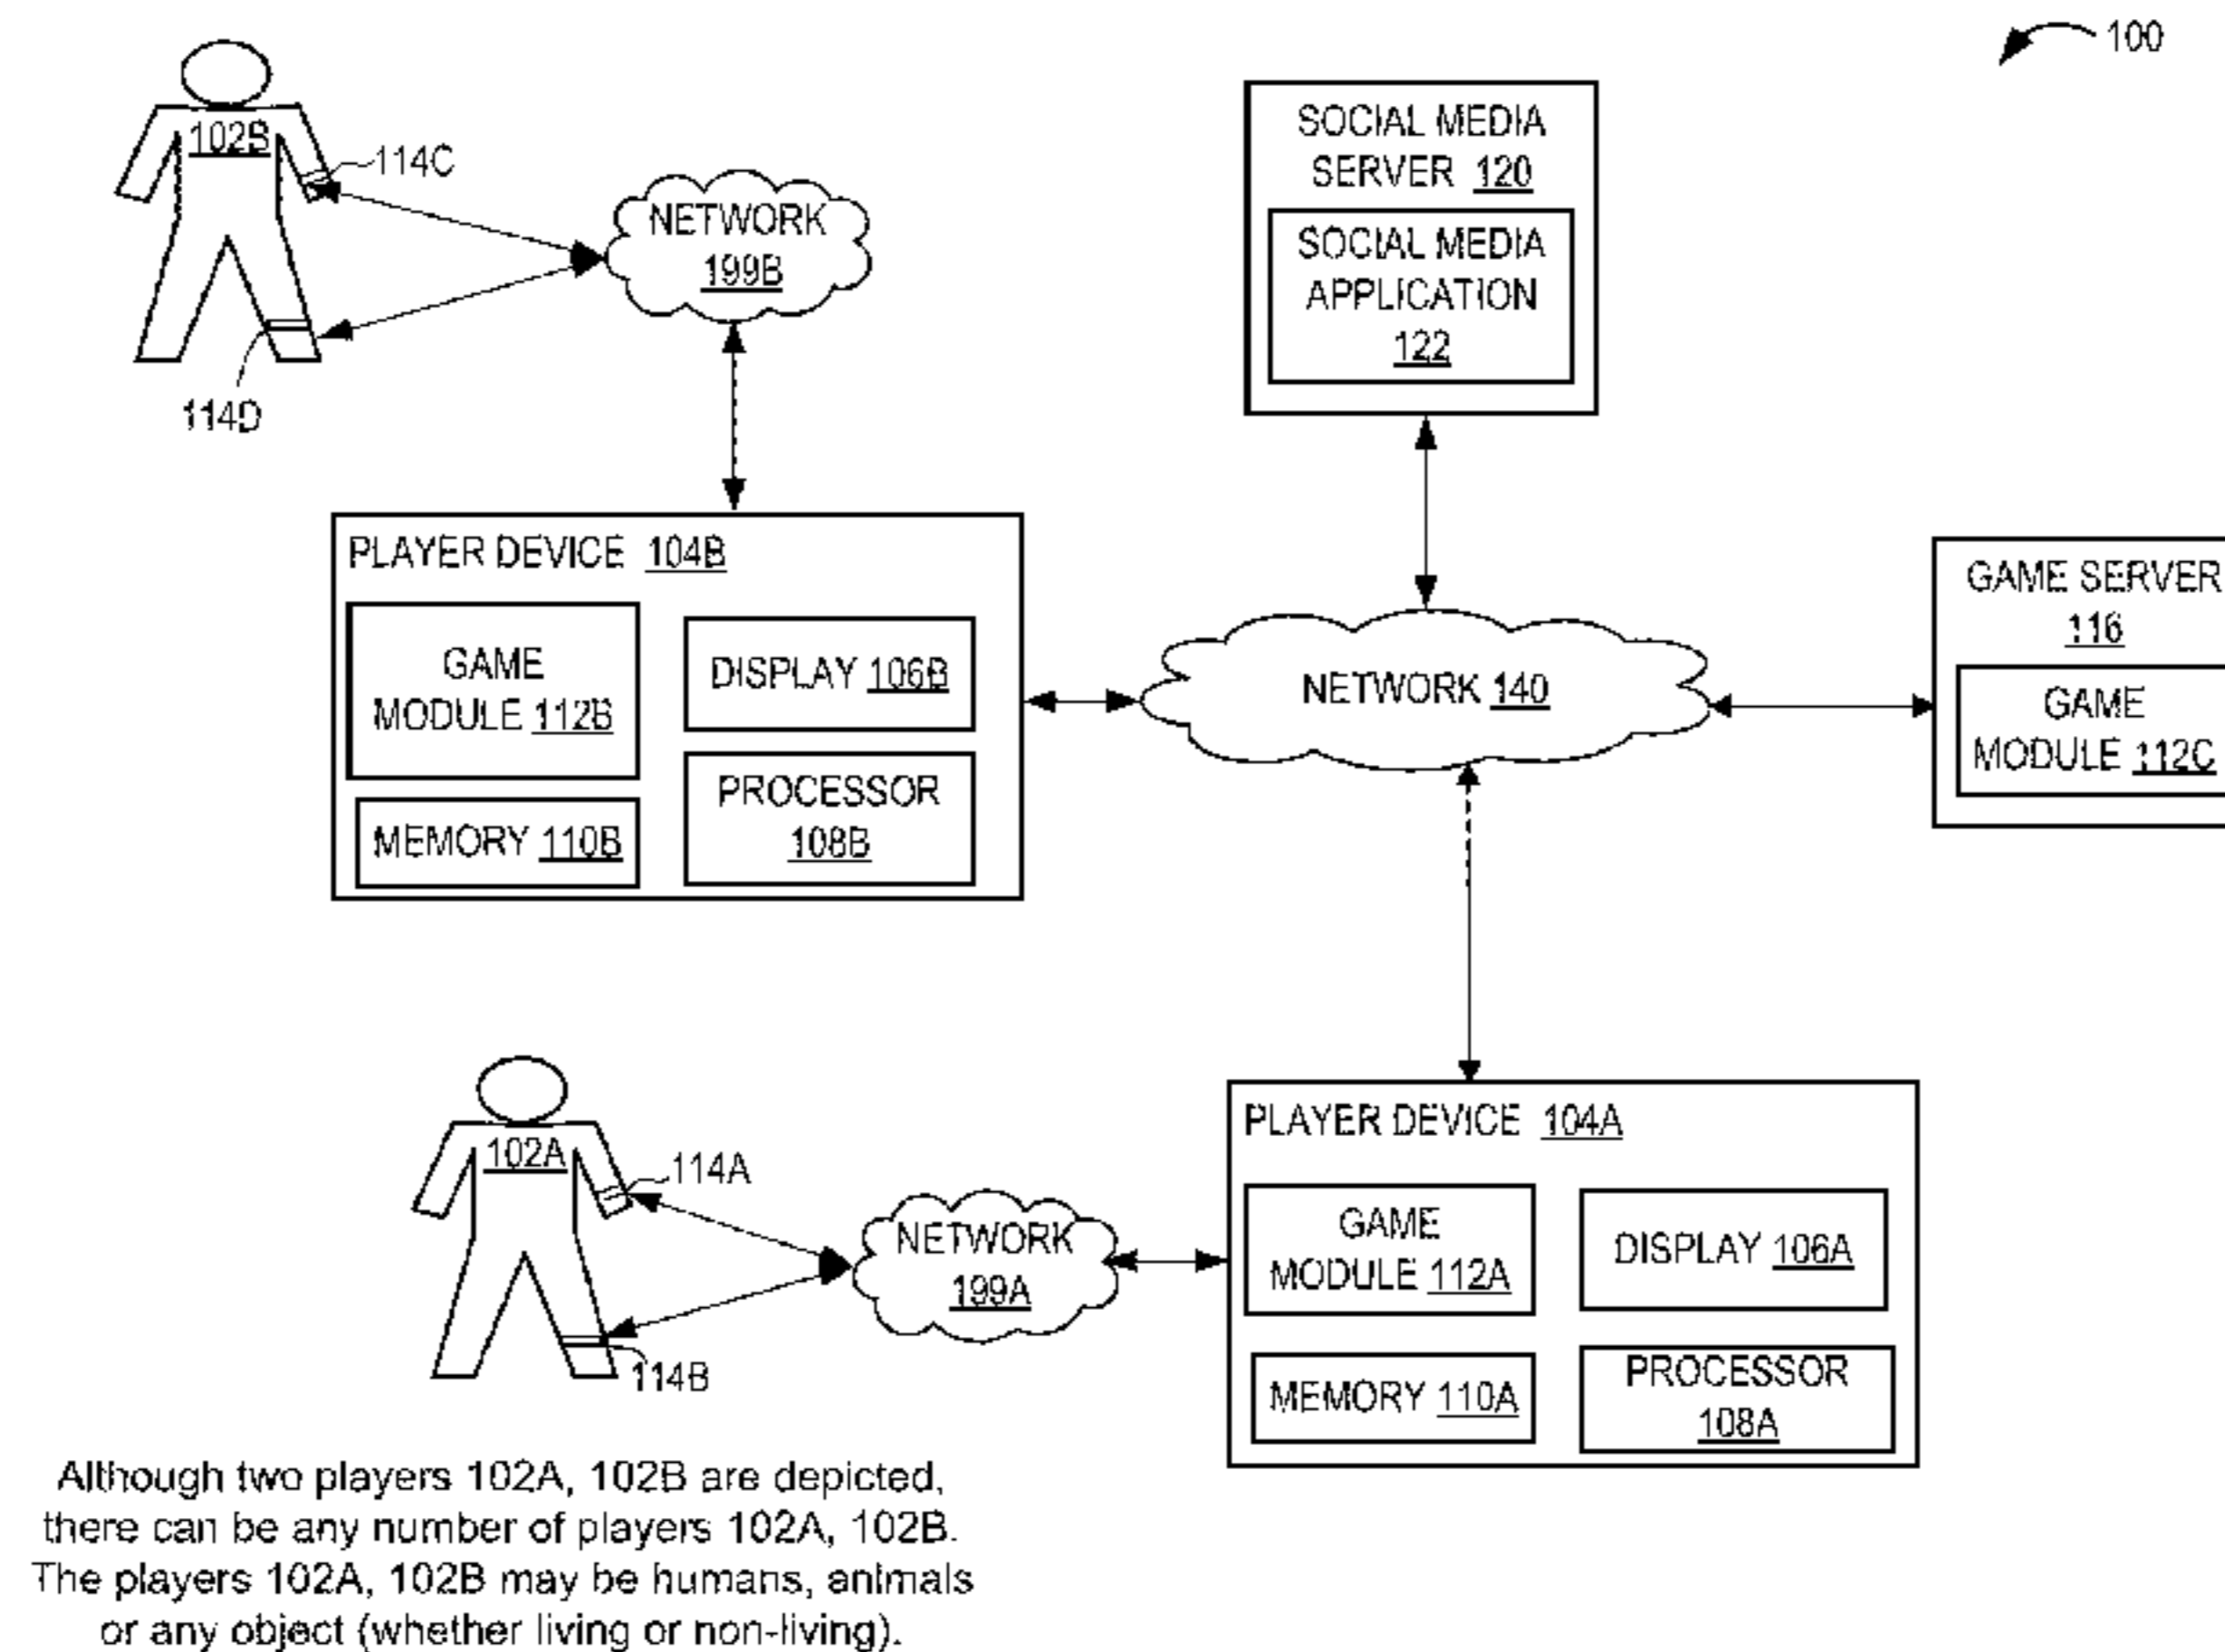 100
102B
114C
114D
NETWORK
199B
SOCIAL MEDIA
SERVER 120
SOCIAL MEDIA
APPLICATION
122
PLAYER DEVICE 104B
GAME
MODULE 112B
DISPLAY 106B
MEMORY 110B
PROCESSOR
108B
NETWORK 140
GAME SERVER
116
GAME
MODULE 112C
102A
114A
114B
NETWORK
199A
PLAYER DEVICE 104A
GAME
MODULE 112A
DISPLAY 106A
MEMORY 110A
PROCESSOR
108A
Although two players 102A, 102B are depicted,
there can be any number of players 102A, 102B.
The players 102A, 102B may be humans, animals
or any object (whether living or non-living).